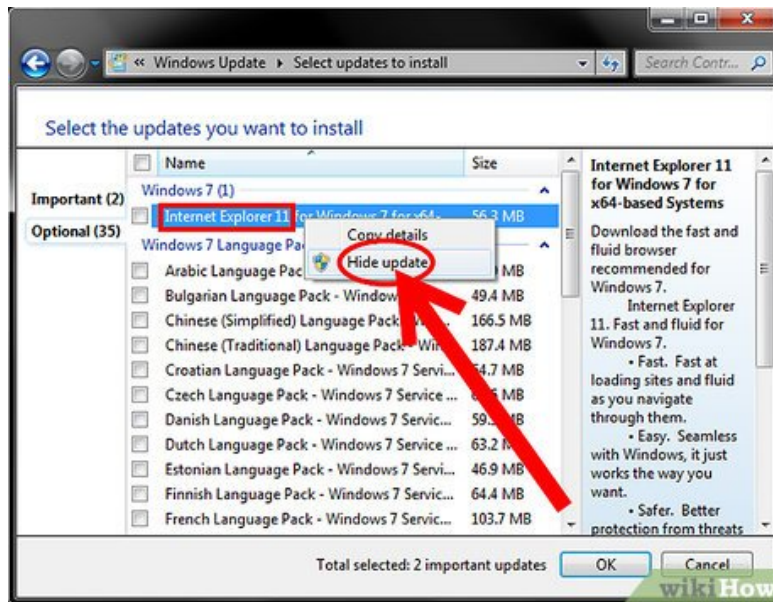 « Windows Update ▸ Select updates to install
Search Contr...
Select the updates you want to install
Important (2)
Optional (35)
Name Size
Windows 7 (1)
Internet Explorer 11 for Windows 7 for x64- 56.3 MB
Windows 7 Language Pa
Copy details
Hide update
Arabic Language Pac MB
Bulgarian Language Pack - Window 49.4 MB
Chinese (Simplified) Language Pack 166.5 MB
Chinese (Traditional) Language Pack - Win 187.4 MB
Croatian Language Pack - Windows 7 Servi... MB
Czech Language Pack - Windows 7 Service ... MB
Danish Language Pack - Windows 7 Servic... MB
Dutch Language Pack - Windows 7 Service ... 63.2
Estonian Language Pack - Windows 7 Servi... 46.9 MB
Finnish Language Pack - Windows 7 Servic... 64.4 MB
French Language Pack - Windows 7 Servic... 103.7 MB
Internet Explorer 11
for Windows 7 for
x64-based Systems
Download the fast and
fluid browser
recommended for
Windows 7.
Internet Explorer
11. Fast and fluid for
Windows 7.
• Fast. Fast at
loading sites and fluid
as you navigate
through them.
• Easy. Seamless
with Windows, it just
works the way you
want.
• Safer. Better
protection from threats
Total selected: 2 important updates
OK
Cancel
wikiHow